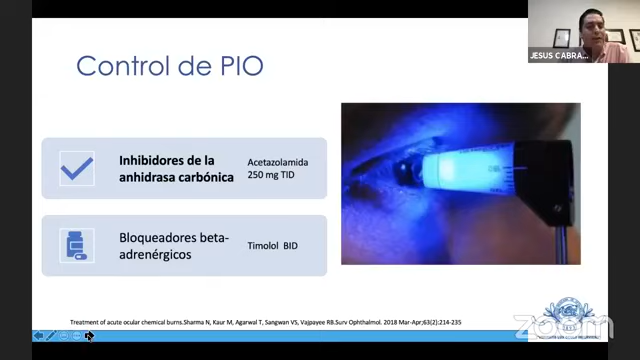 Control de PIO
JESUS CABRA...
Inhibidores de la
anhidrasa carbónica
Acetazolamida
250 mg TID
Bloqueadores beta-
adrenérgicos
Timolol BID
Treatment of acute ocular chemical burns.Sharma N, Kaur M, Agarwal T, Sangwan VS, Vajpayee RB.Surv Ophthalmol. 2018 Mar-Apr;63(2):214-235
zoom